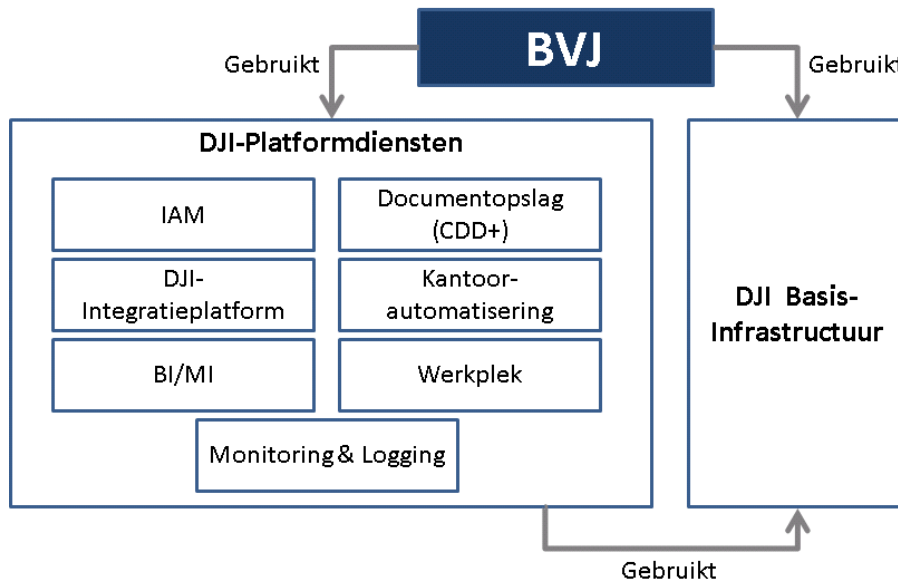 BVJ
Gebruikt
Gebruikt
DJI-Platformdiensten
IAM
Documentopslag
(CDD+)
DJI-
Integratieplatform
Kantoor-
automatisering
BI/MI
Werkplek
Monitoring & Logging
DJI Basis-
Infrastructuur
Gebruikt